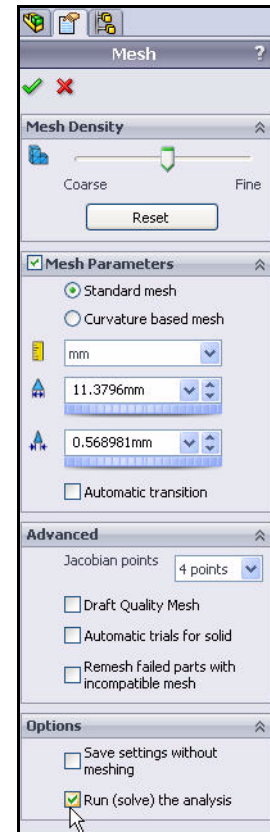 Mesh ?
Mesh Density
Coarse Fine
Reset
Mesh Parameters
Standard mesh
Curvature based mesh
mm
11.3796mm
0.568981mm
Automatic transition
Advanced
Jacobian points 4 points
Draft Quality Mesh
Automatic trials for solid
Remesh failed parts with
incompatible mesh
Options
Save settings without
meshing
Run (solve) the analysis